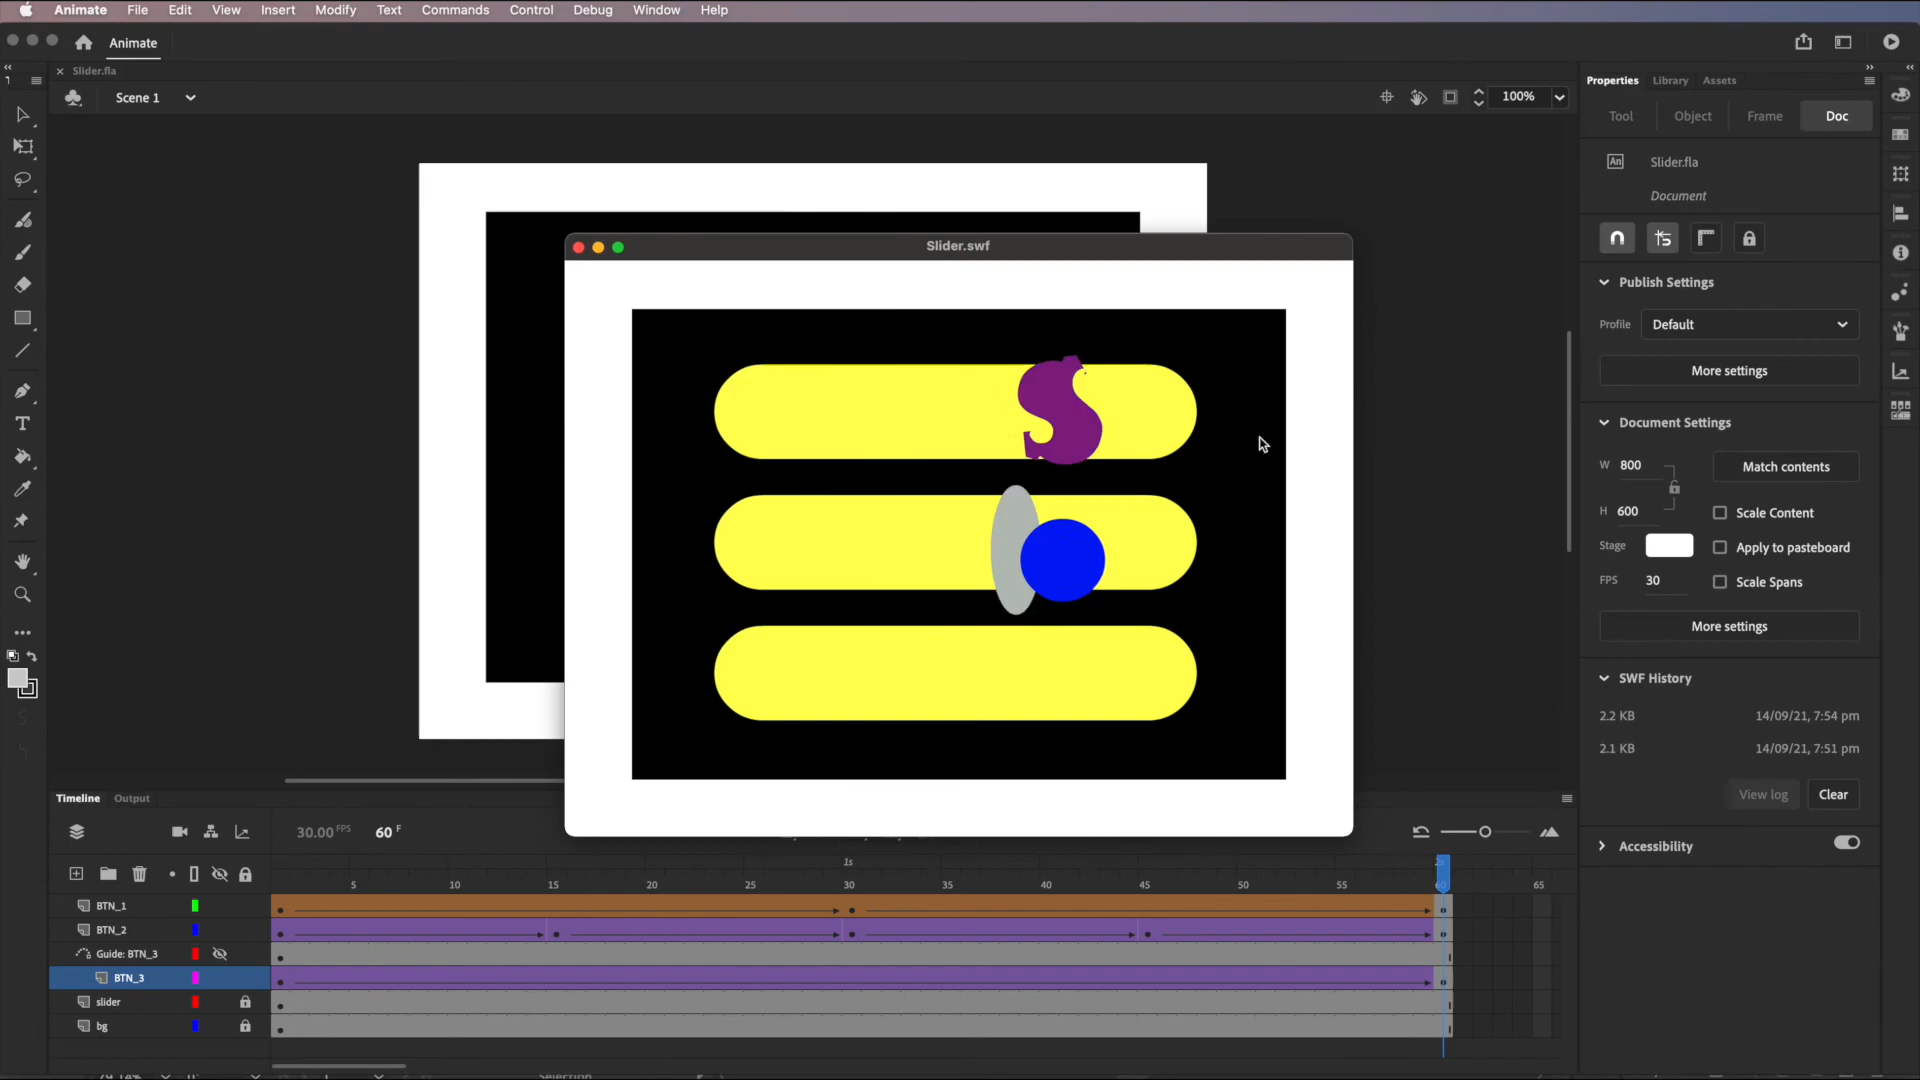 Animate File Edit View Insert Modify Text Commands Control Debug Window Help
Animate
Slider.fla
Scene 1
100%
Properties Library Assets
Tool Object Frame Doc
An Slider.fla
Document
Publish Settings
Profile Default
More settings
Document Settings
W 800 Match contents
H 600 Scale Content
Stage Apply to pasteboard
FPS 30 Scale Spans
More settings
SWF History
2.2 KB 14/09/21, 7:54 pm
2.1 KB 14/09/21, 7:51 pm
View log Clear
Accessibility
Slider.swf
S
Timeline Output
30.00 FPS 60 F
1s 2s
5 10 15 20 25 30 35 40 45 50 55 60 65
BTN_1
BTN_2
Guide: BTN_3
BTN_3
slider
bg